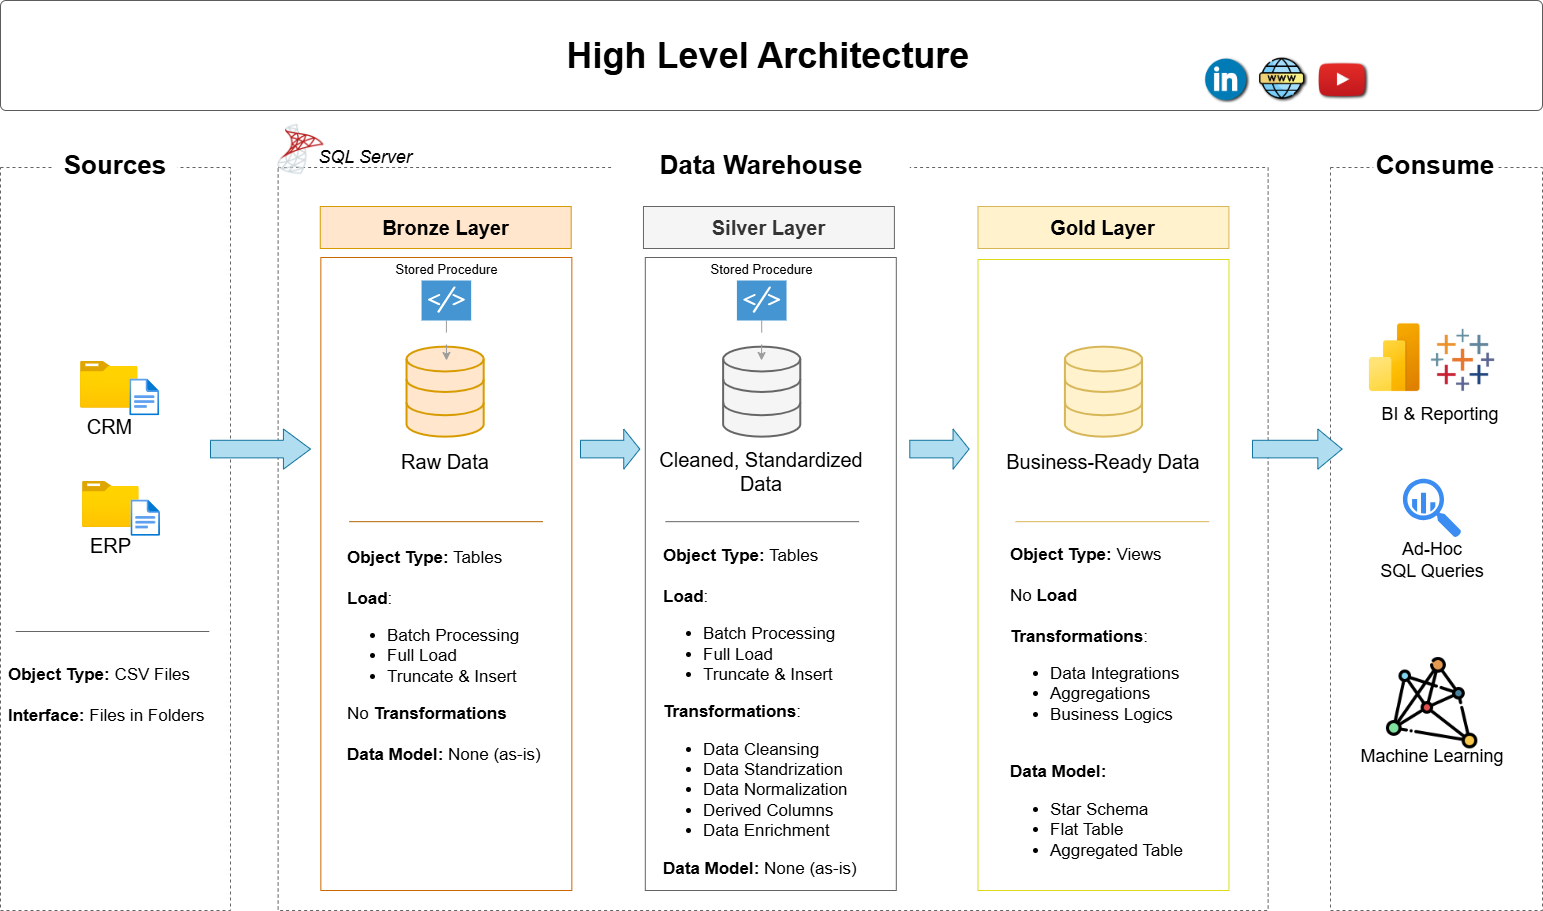 High Level Architecture
in
WWW
Sources
SQL Server
Data Warehouse
Consume
Bronze Layer
Silver Layer
Gold Layer
Stored Procedure
</>
Raw Data
Stored Procedure
</>
Cleaned, Standardized
Data
Business-Ready Data
CRM
ERP
Object Type: CSV Files
Interface: Files in Folders
Object Type: Tables
Load:
Batch Processing
Full Load
Truncate & Insert
No Transformations
Data Model: None (as-is)
Object Type: Tables
Load:
Batch Processing
Full Load
Truncate & Insert
Transformations:
Data Cleansing
Data Standrization
Data Normalization
Derived Columns
Data Enrichment
Data Model: None (as-is)
Object Type: Views
No Load
Transformations:
Data Integrations
Aggregations
Business Logics
Data Model:
Star Schema
Flat Table
Aggregated Table
BI & Reporting
Ad-Hoc
SQL Queries
Machine Learning